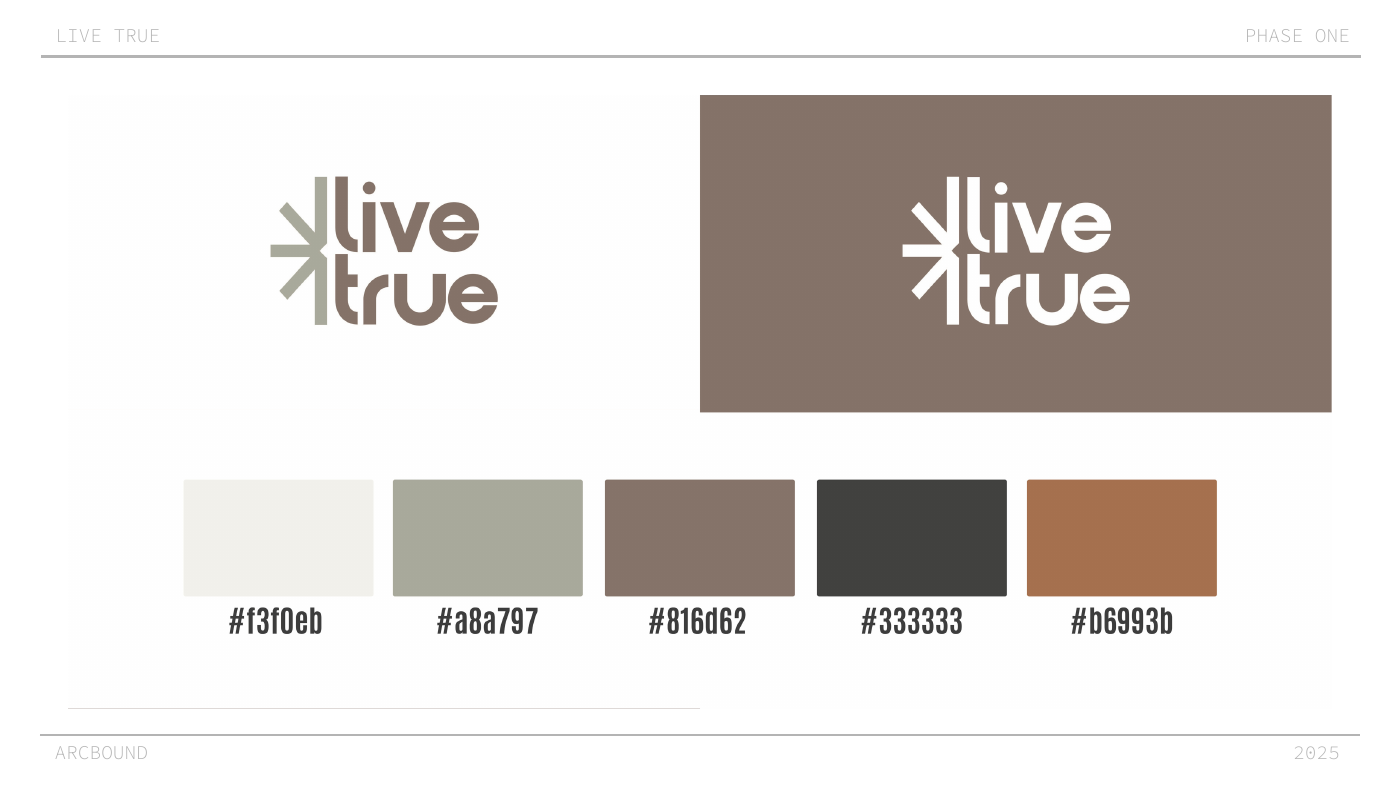 LIVE TRUE
PHASE ONE
live
true
live
true
#f3f0eb
#a8a797
#816d62
#333333
#b6993b
ARCBOUND
2025